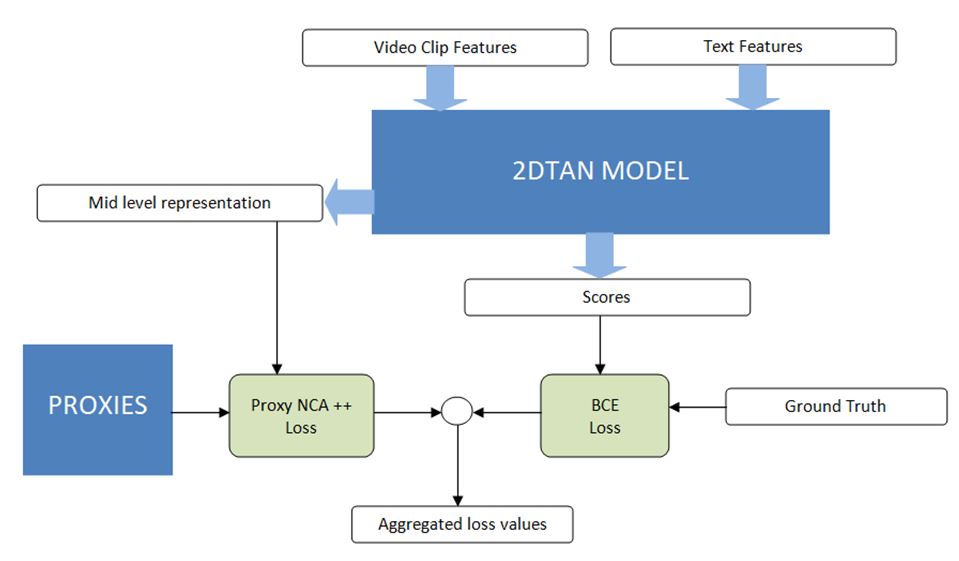 Video Clip Features
Text Features
2DTAN MODEL
Mid level representation
Scores
PROXIES
Proxy NCA ++
Loss
BCE
Loss
Ground Truth
Aggregated loss values